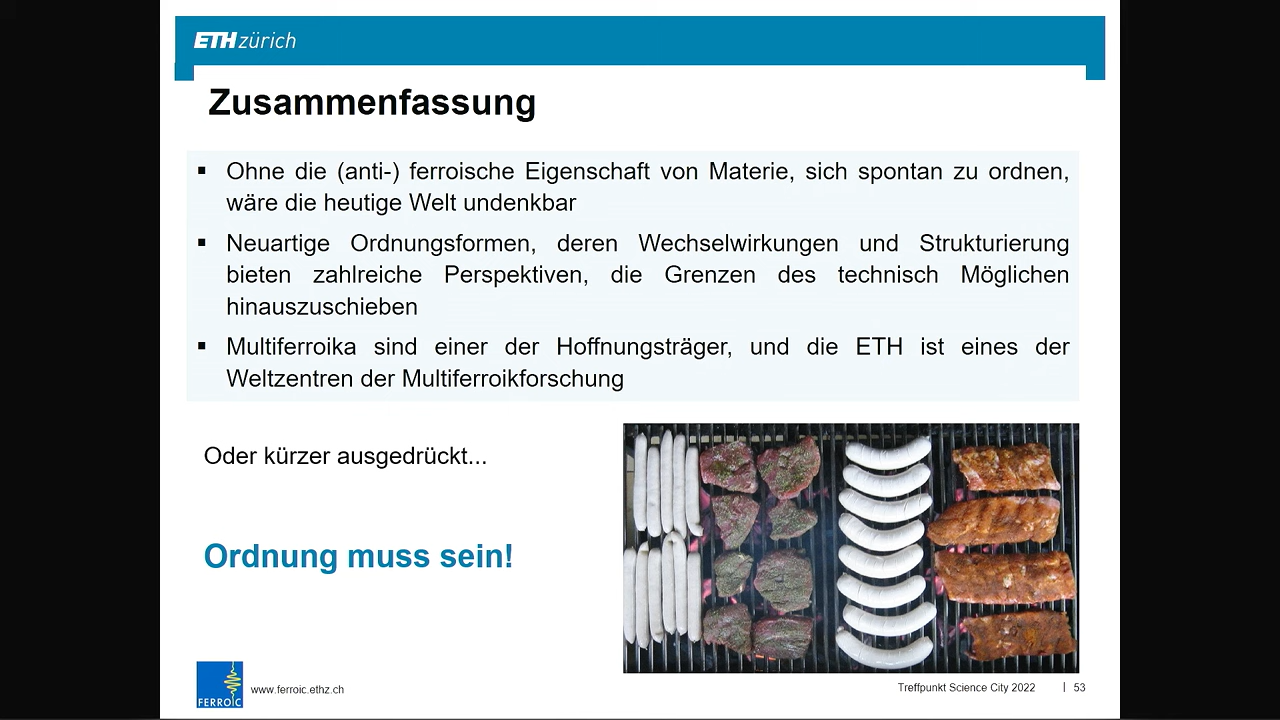 ETH zürich
Zusammenfassung
▪ Ohne die (anti-) ferroische Eigenschaft von Materie, sich spontan zu ordnen,
wäre die heutige Welt undenkbar
▪ Neuartige Ordnungsformen, deren Wechselwirkungen und Strukturierung
bieten zahlreiche Perspektiven, die Grenzen des technisch Möglichen
hinauszuschieben
▪ Multiferroika sind einer der Hoffnungsträger, und die ETH ist eines der
Weltzentren der Multiferroikforschung
Oder kürzer ausgedrückt...
Ordnung muss sein!
FERROIC
www.ferroic.ethz.ch
Treffpunkt Science City 2022 | 53